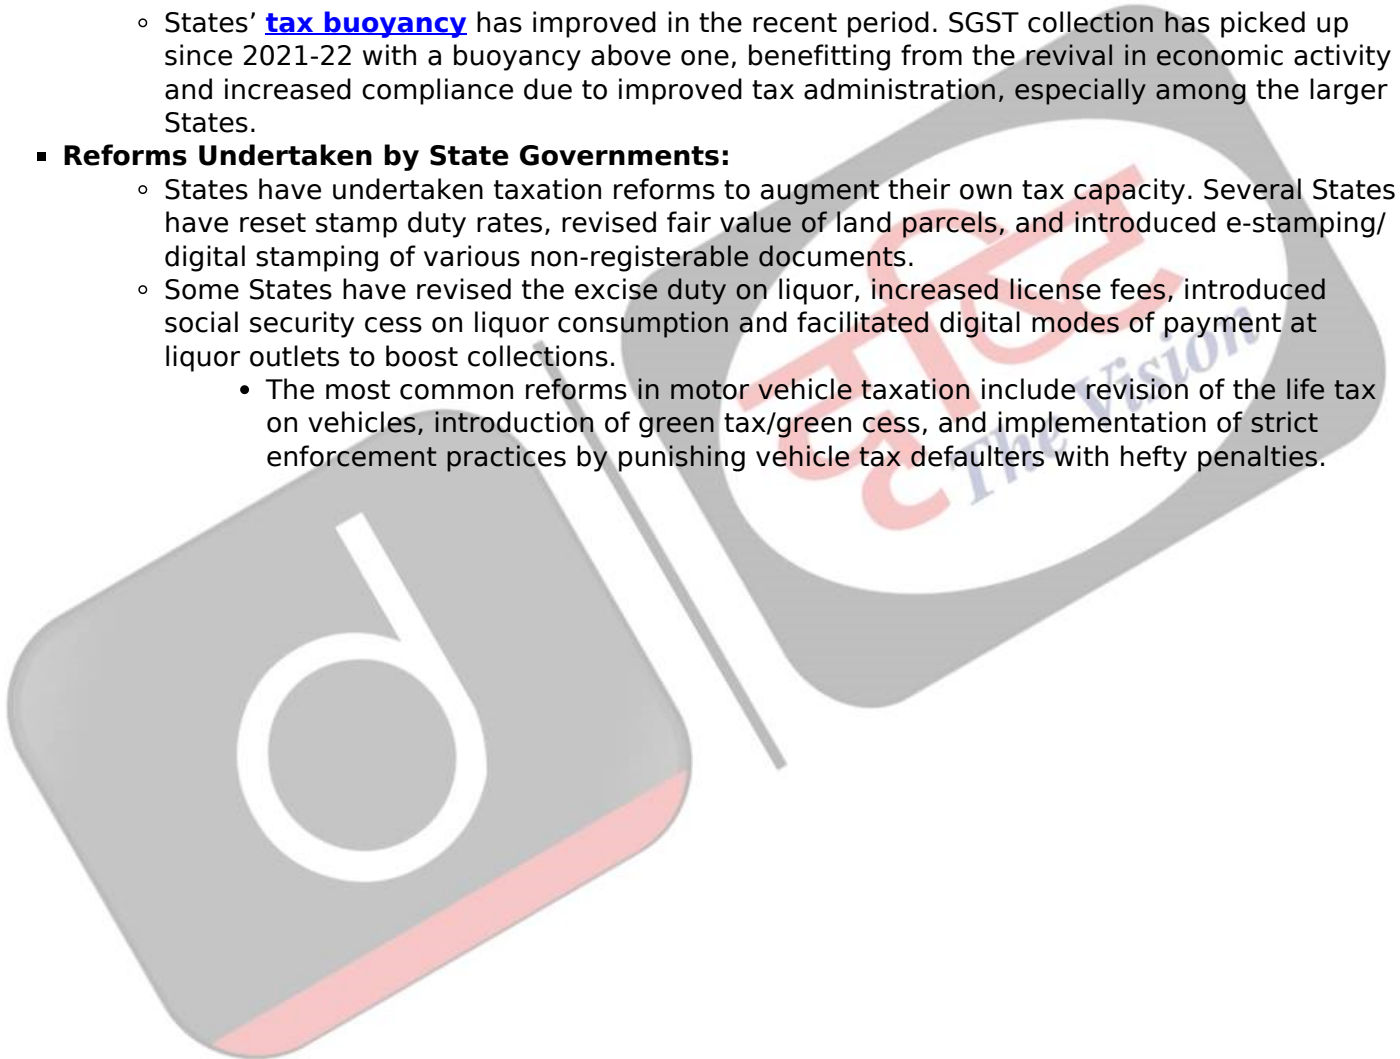 ◦ States’ tax buoyancy has improved in the recent period. SGST collection has picked up
since 2021-22 with a buoyancy above one, benefitting from the revival in economic activity
and increased compliance due to improved tax administration, especially among the larger
States.
▪ Reforms Undertaken by State Governments:
◦ States have undertaken taxation reforms to augment their own tax capacity. Several States
have reset stamp duty rates, revised fair value of land parcels, and introduced e-stamping/
digital stamping of various non-registerable documents.
◦ Some States have revised the excise duty on liquor, increased license fees, introduced
social security cess on liquor consumption and facilitated digital modes of payment at
liquor outlets to boost collections.
• The most common reforms in motor vehicle taxation include revision of the life tax
on vehicles, introduction of green tax/green cess, and implementation of strict
enforcement practices by punishing vehicle tax defaulters with hefty penalties.
दृष्टि
The Vision
d